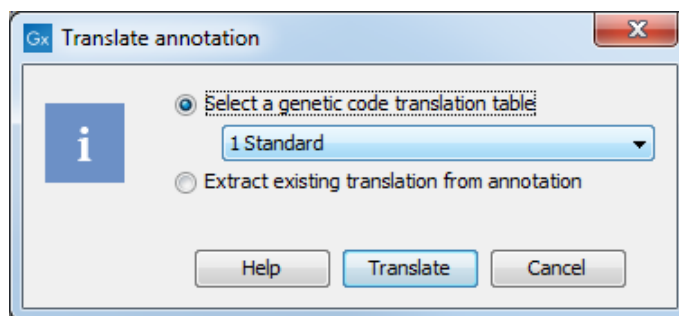 Gx Translate annotation
Select a genetic code translation table
1 Standard
Extract existing translation from annotation
Help Translate Cancel